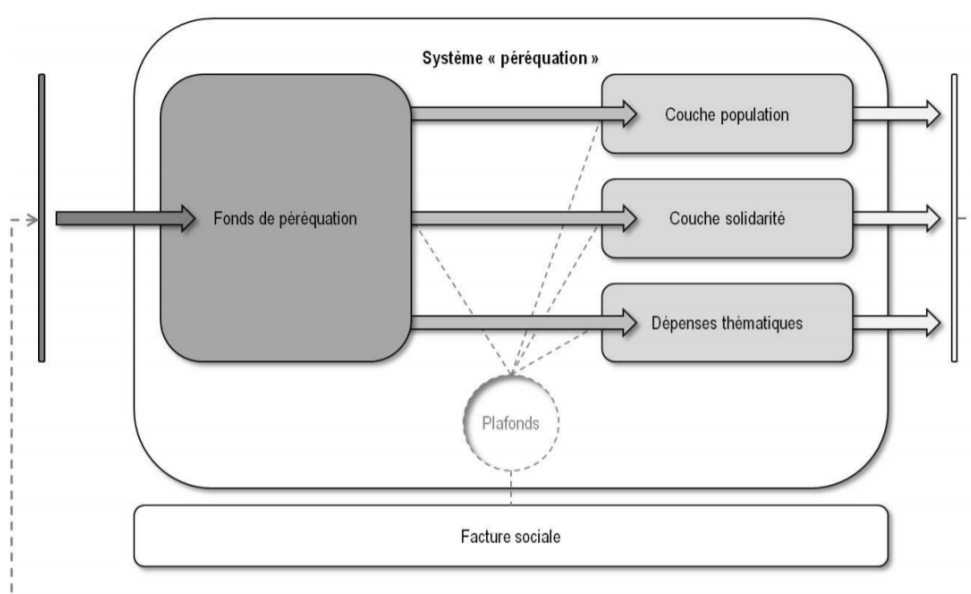 Système « péréquation »
Couche population
Fonds de péréquation
Couche solidarité
Dépenses thématiques
Plafonds
Facture sociale